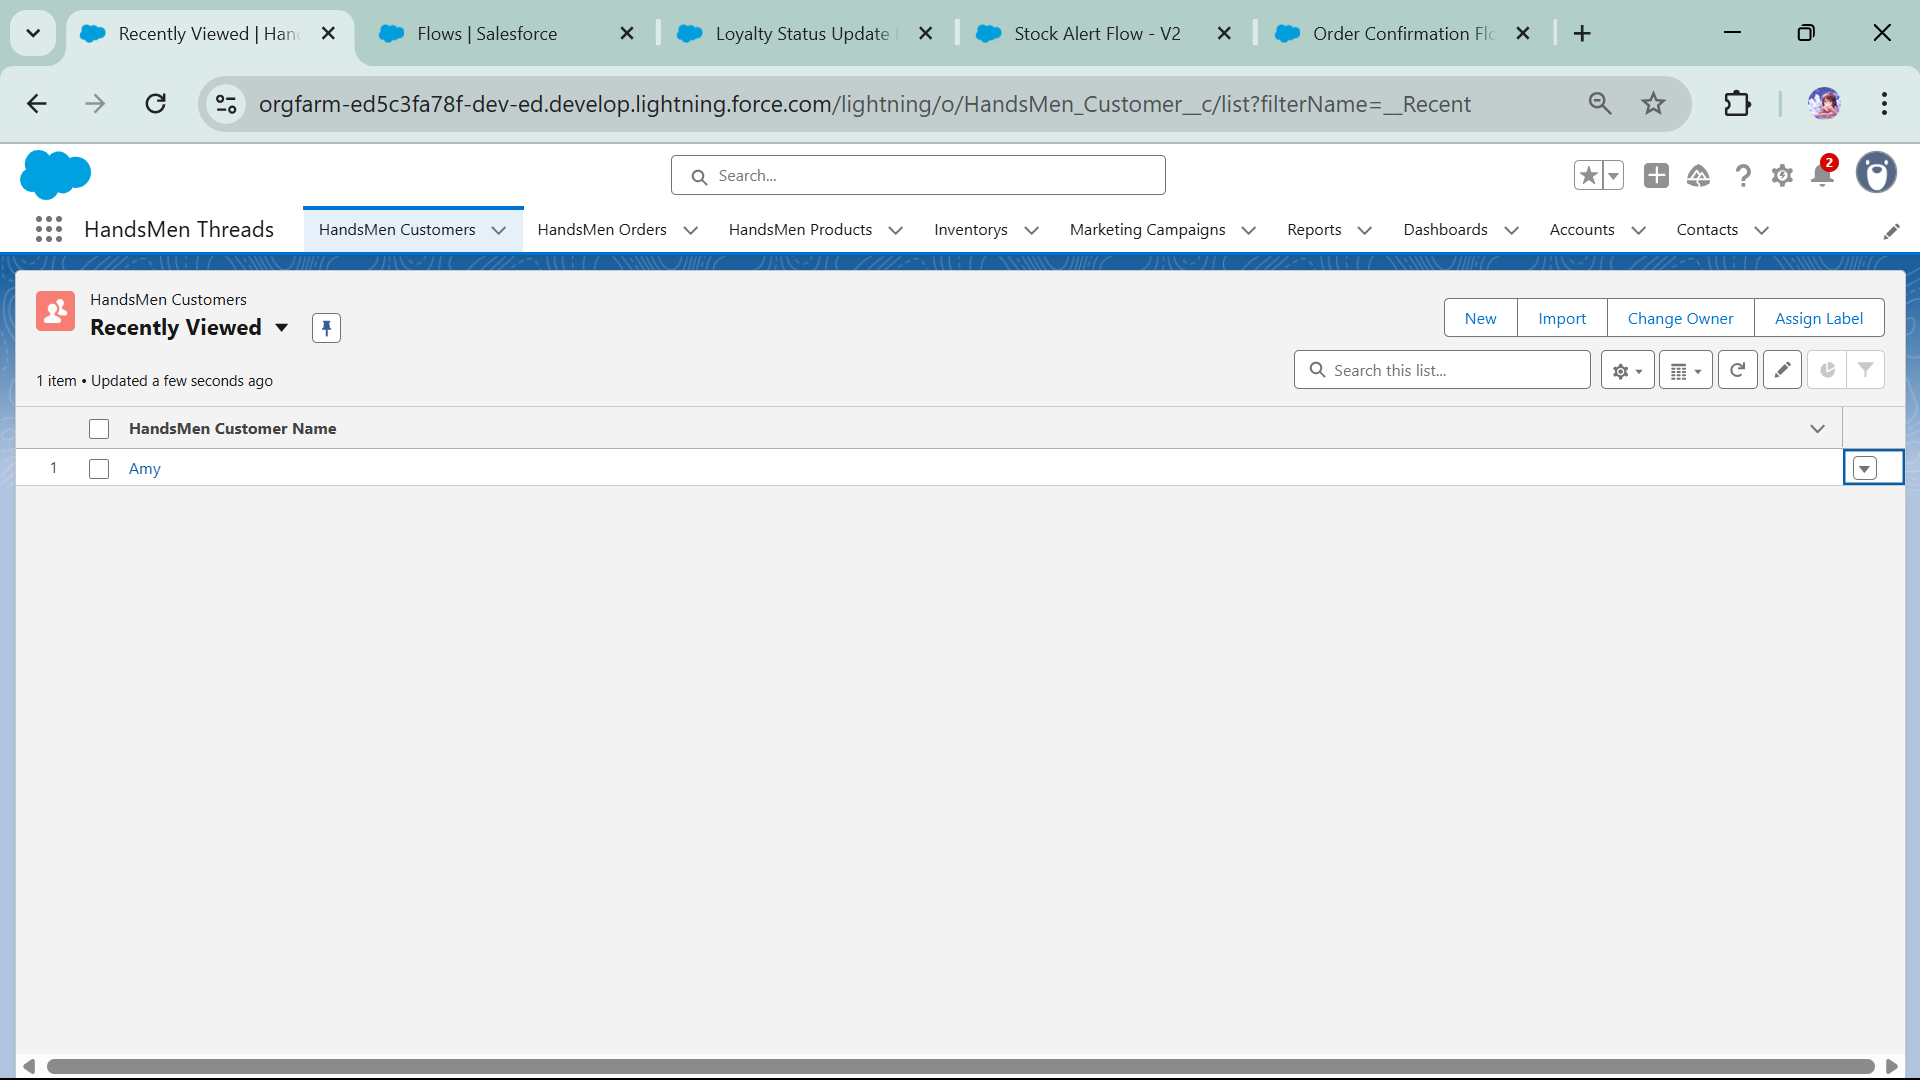 Recently Viewed | Han
Flows | Salesforce
Loyalty Status Update
Stock Alert Flow - V2
Order Confirmation Flo
orgfarm-ed5c3fa78f-dev-ed.develop.lightning.force.com/lightning/o/HandsMen_Customer__c/list?filterName=__Recent
Search...
2
HandsMen Threads
HandsMen Customers
HandsMen Orders
HandsMen Products
Inventorys
Marketing Campaigns
Reports
Dashboards
Accounts
Contacts
HandsMen Customers
Recently Viewed
New
Import
Change Owner
Assign Label
1 item • Updated a few seconds ago
Search this list...
HandsMen Customer Name
1
Amy